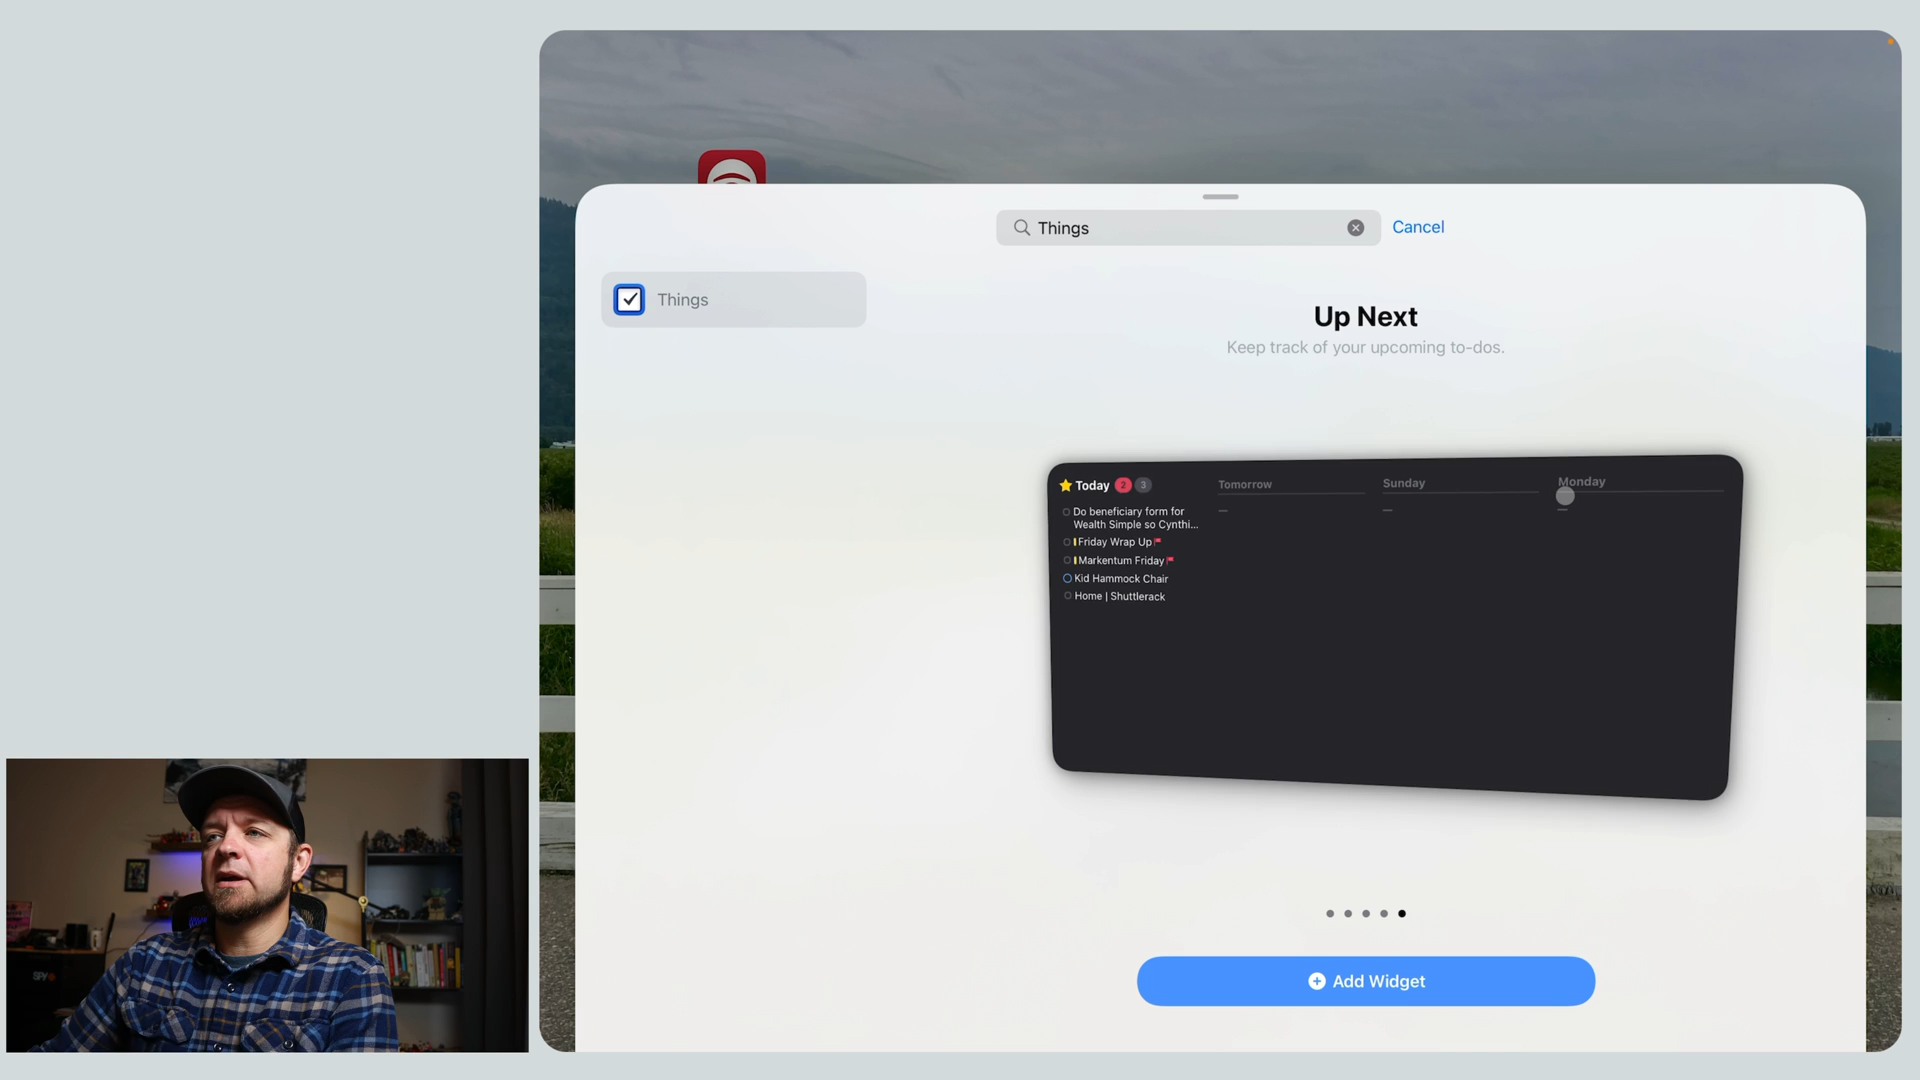 Things
Cancel
Things
Up Next
Keep track of your upcoming to-dos.
Today 2 3
Tomorrow
Sunday
Monday
Do beneficiary form for
Wealth Simple so Cynthi...
Friday Wrap Up
Markentum Friday
Kid Hammock Chair
Home | Shuttlerack
Add Widget